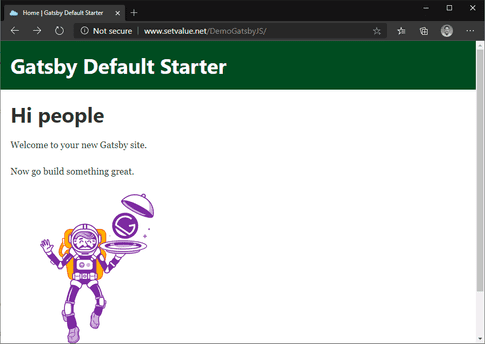 Home | Gatsby Default Starter
Not secure | www.setvalue.net/DemoGatsbyJS/
Gatsby Default Starter
Hi people
Welcome to your new Gatsby site.
Now go build something great.